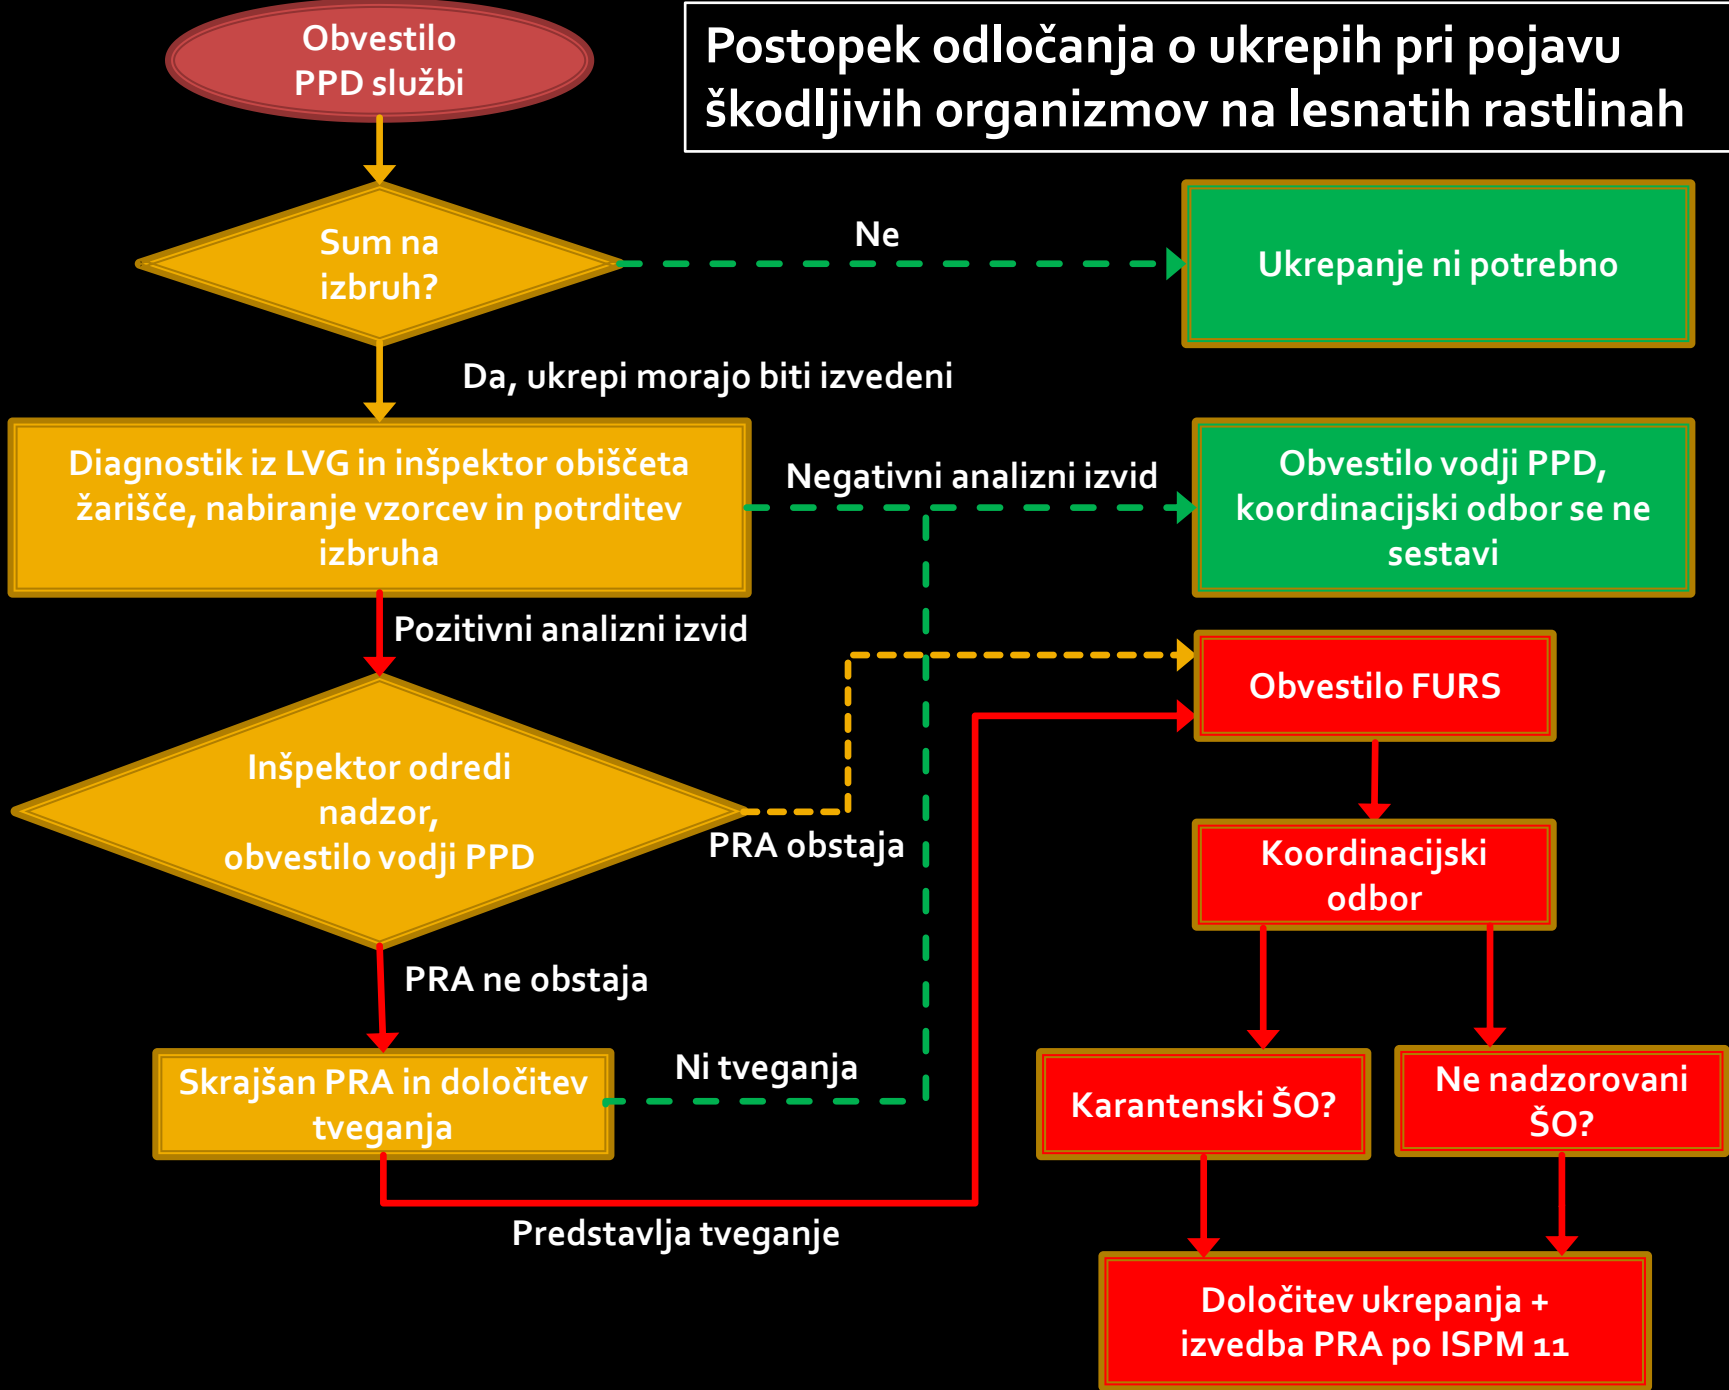 Obvestilo
PPD službi
Postopek odločanja o ukrepih pri pojavu
škodljivih organizmov na lesnatih rastlinah
Sum na
izbruh?
Ne
Ukrepanje ni potrebno
Da, ukrepi morajo biti izvedeni
Diagnostik iz LVG in inšpektor obiščeta
žarišče, nabiranje vzorcev in potrditev
izbruha
Negativni analizni izvid
Obvestilo vodji PPD,
koordinacijski odbor se ne
sestavi
Pozitivni analizni izvid
Obvestilo FURS
Inšpektor odredi
nadzor,
obvestilo vodji PPD
PRA obstaja
Koordinacijski
odbor
PRA ne obstaja
Skrajšan PRA in določitev
tveganja
Ni tveganja
Karantenski ŠO?
Ne nadzorovani
ŠO?
Predstavlja tveganje
Določitev ukrepanja +
izvedba PRA po ISPM 11